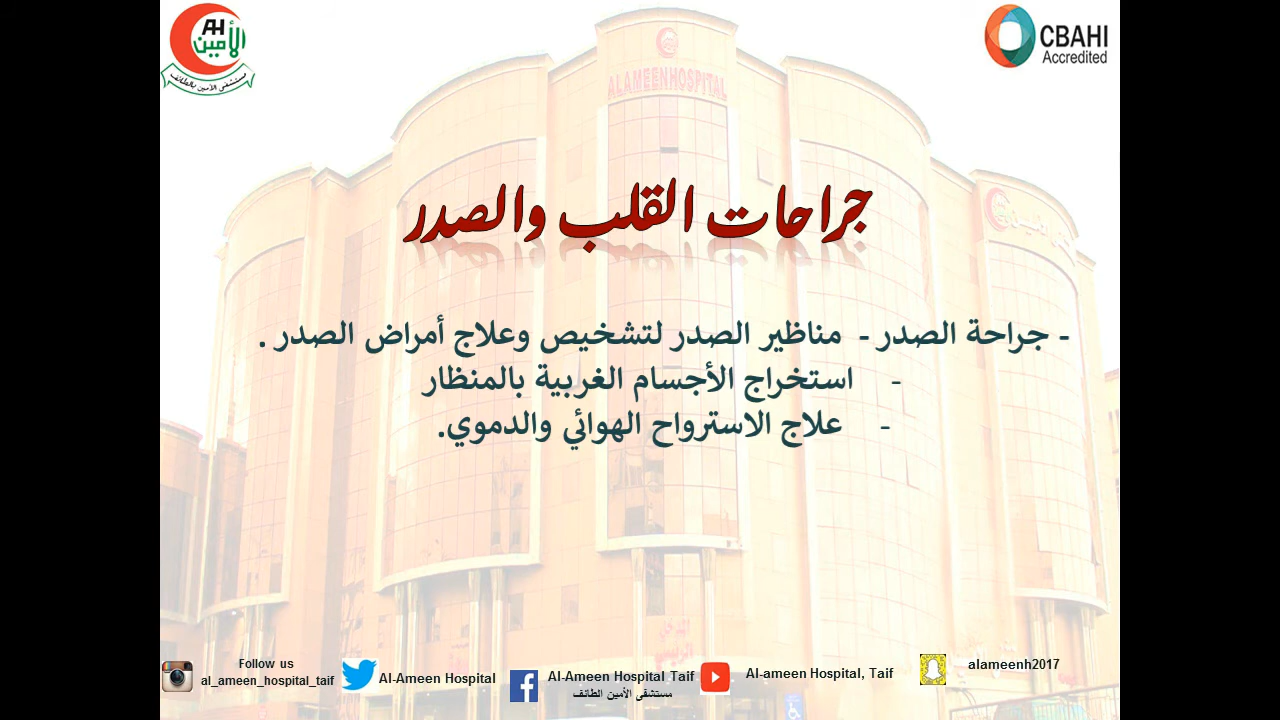 AH
الأمين
مستشفى الأمين بالطائف
CBAHI
Accredited
ALAMEENHOSPITAL
جراحات القلب والصدر
- جراحة الصدر - مناظير الصدر لتشخيص وعلاج أمراض الصدر .
- استخراج الأجسام الغريبة بالمنظار
- علاج الاسترواح الهوائي والدموي.
Follow us
al_ameen_hospital_taif
Al-Ameen Hospital
Al-Ameen Hospital_Taif
مستشفى الأمين الطائف
Al-ameen Hospital, Taif
alameenh2017